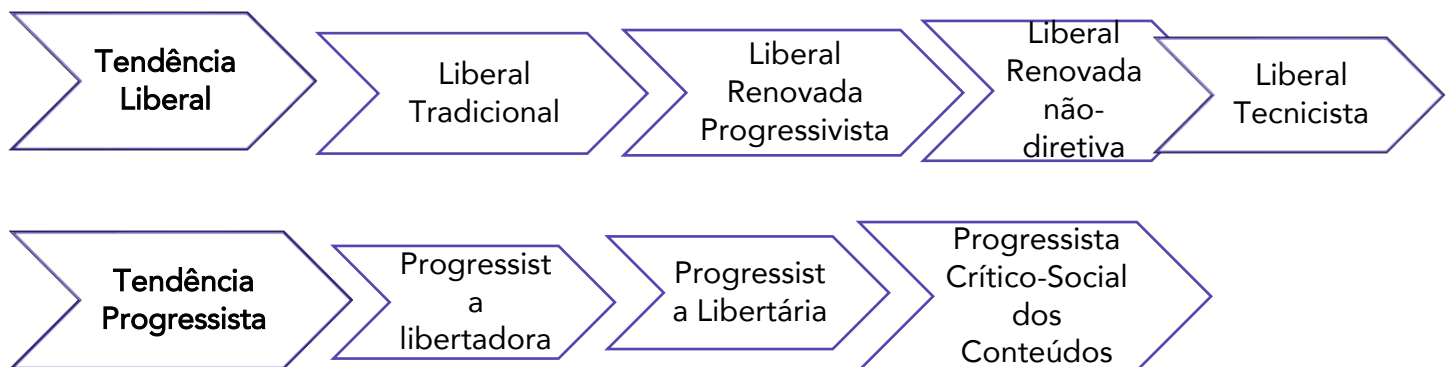 Tendência
Liberal
Liberal
Tradicional
Liberal
Renovada
Progressivista
Liberal
Renovada
não-
diretiva
Liberal
Tecnicista
Tendência
Progressista
Progressist
a
libertadora
Progressist
a Libertária
Progressista
Crítico-Social
dos
Conteúdos